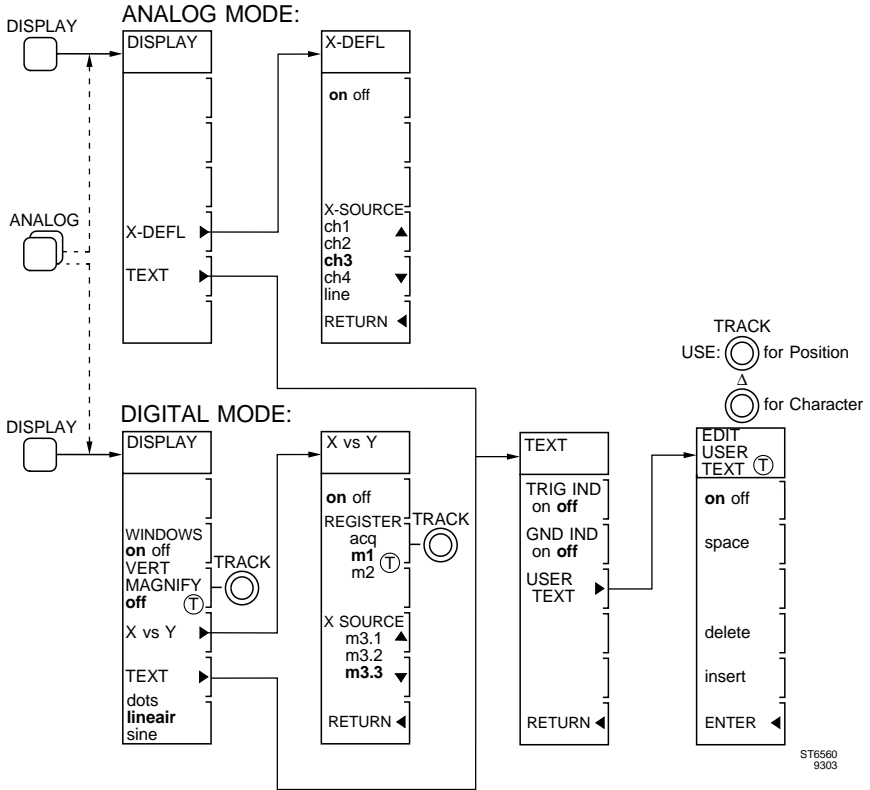 ANALOG MODE:
DISPLAY
DISPLAY
X-DEFL
TEXT
X-DEFL
on off
X-SOURCE
ch1
ch2
ch3
ch4
line
RETURN
ANALOG
TRACK
USE: for Position
Δ
for Character
DIGITAL MODE:
DISPLAY
DISPLAY
WINDOWS
on off
VERT
MAGNIFY
off T
TRACK
X vs Y
TEXT
dots
lineair
sine
X vs Y
on off
REGISTER
acq
m1 T
m2
TRACK
X SOURCE
m3.1
m3.2
m3.3
RETURN
TEXT
TRIG IND
on off
GND IND
on off
USER
TEXT
RETURN
EDIT
USER
TEXT T
on off
space
delete
insert
ENTER
ST6560
9303